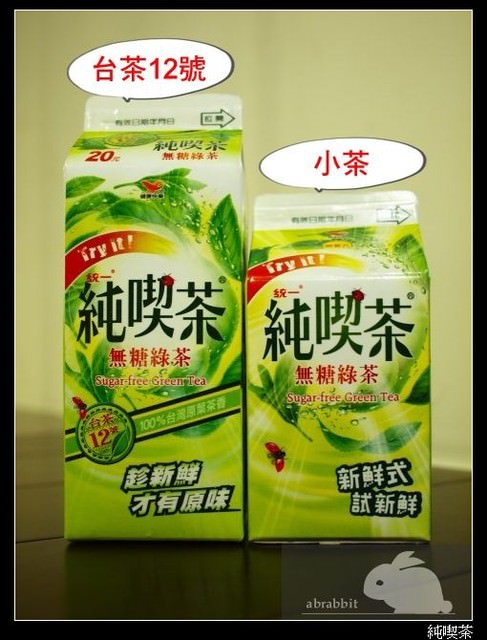 台茶12號
小茶
有效日期年月日
20元
純喫茶
無糖綠茶
Try it!
統一
純喫茶
無糖綠茶
Sugar-free Green Tea
台茶
12號
100%台灣原葉茶香
趁新鮮
才有原味
有效日期年月日
Try it!
統一
純喫茶
無糖綠茶
Sugar-free Green Tea
新鮮式
試新鮮
abrabbit
純喫茶